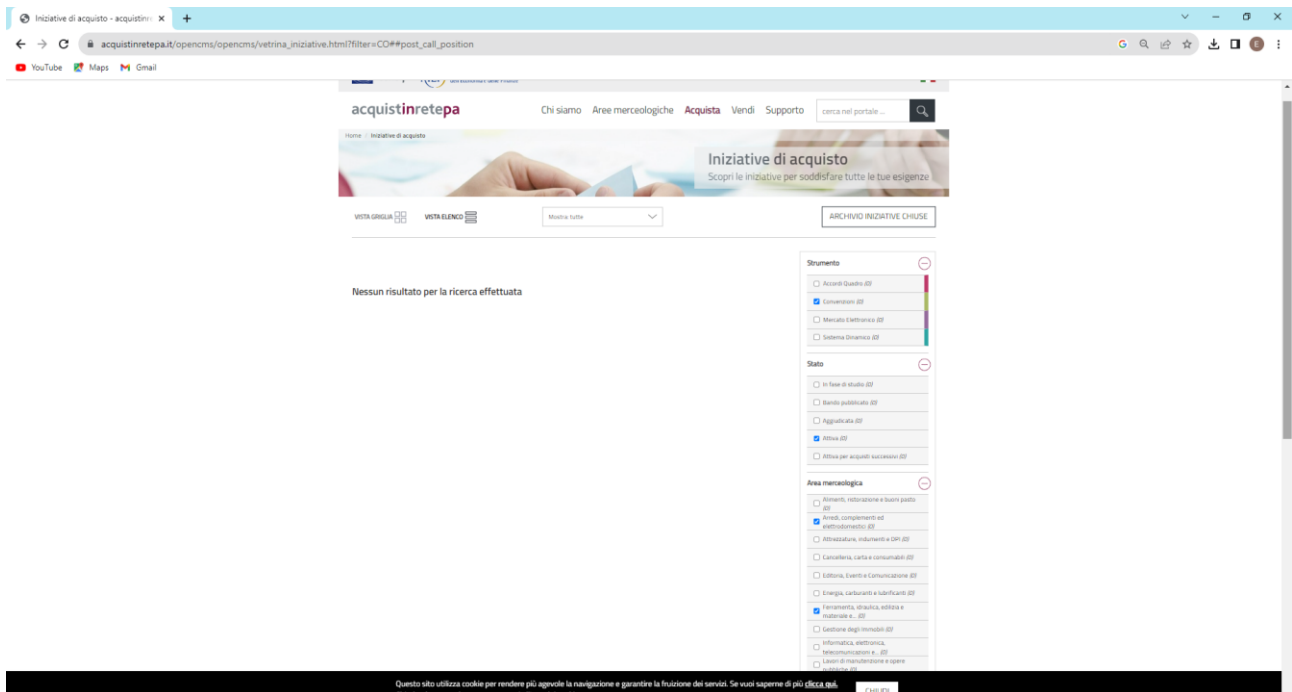 Iniziative di acquisto - acquistinr
acquistinretepa.it/opencms/opencms/vetrina_iniziative.html?filter=CO##post_call_position
G
E
YouTube Maps Gmail
acquistinretepa
Chi siamo Aree merceologiche Acquista Vendi Supporto
cerca nel portale ...
Home / Iniziative di acquisto
Iniziative di acquisto
Scopri le iniziative per soddisfare tutte le tue esigenze
VISTA GRIGLIA VISTA ELENCO
Mostra tutte
ARCHIVIO INIZIATIVE CHIUSE
Nessun risultato per la ricerca effettuata
Strumento
Accordi Quadro (0)
Convenzioni (0)
Mercato Elettronico (0)
Sistema Dinamico (0)
Stato
In fase di studio (0)
Bando pubblicato (0)
Aggiudicata (0)
Attiva (0)
Attiva per acquisti successivi (0)
Area merceologica
Alimenti, ristorazione e buoni pasto
(0)
Arredi, complementi ed
elettrodomestici (0)
Attrezzature, indumenti e DPI (0)
Cancelleria, carta e consumabili (0)
Editoria, Eventi e Comunicazione (0)
Energia, carburanti e lubrificanti (0)
Ferramenta, idraulica, edilizia e
materiale e... (0)
Gestione degli Immobili (0)
Informatica, elettronica,
telecomunicazioni e... (0)
Lavori di manutenzione e opere
pubbliche (0)
Questo sito utilizza cookie per rendere più agevole la navigazione e garantire la fruizione dei servizi. Se vuoi saperne di più clicca qui.
CHIUDI